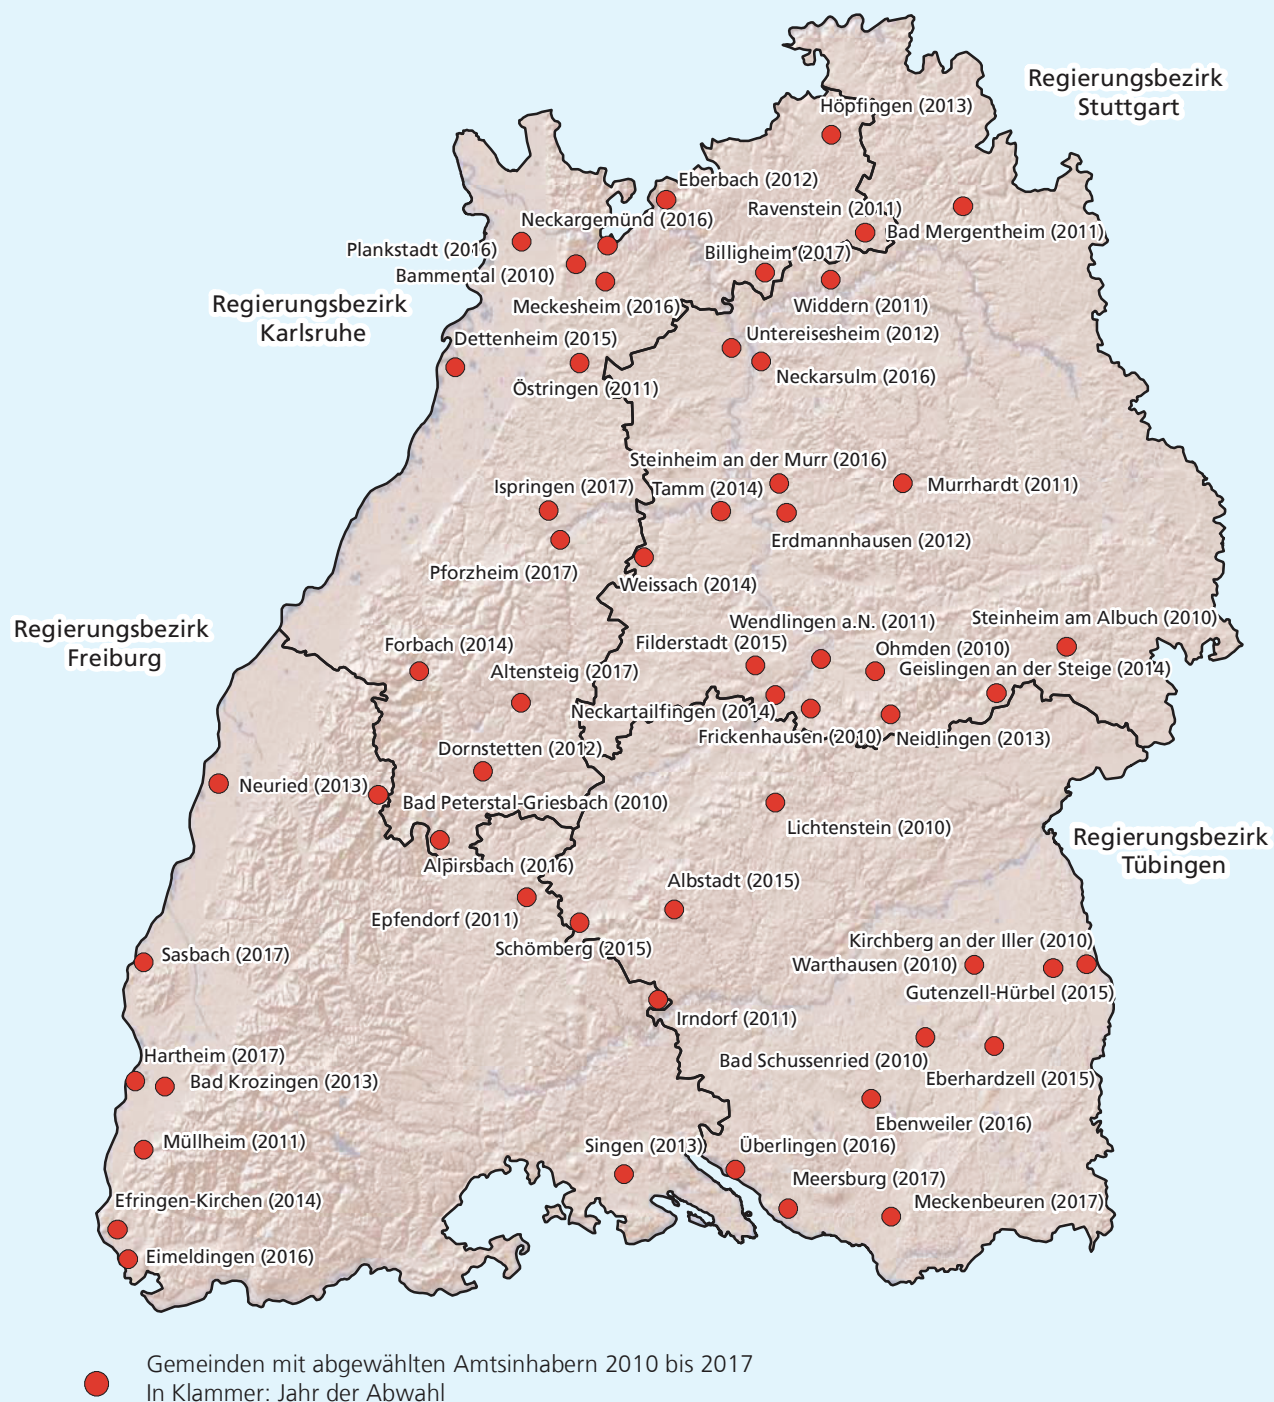 Regierungsbezirk
Stuttgart
Höpfingen (2013)
Eberbach (2012)
Neckargemünd (2016)
Ravenstein (2011)
Bad Mergentheim (2011)
Plankstadt (2016)
Billigheim (2017)
Bammental (2010)
Meckesheim (2016)
Widdern (2011)
Regierungsbezirk
Karlsruhe
Dettenheim (2015)
Untereisesheim (2012)
Östringen (2011)
Neckarsulm (2016)
Steinheim an der Murr (2016)
Ispringen (2017)
Tamm (2014)
Murrhardt (2011)
Erdmannhausen (2012)
Pforzheim (2017)
Weissach (2014)
Regierungsbezirk
Freiburg
Wendlingen a.N. (2011)
Steinheim am Albuch (2010)
Forbach (2014)
Filderstadt (2015)
Ohmden (2010)
Altensteig (2017)
Geislingen an der Steige (2014)
Neckartailfingen (2014)
Frickenhausen (2010)
Neidlingen (2013)
Dornstetten (2012)
Neuried (2013)
Bad Peterstal-Griesbach (2010)
Lichtenstein (2010)
Regierungsbezirk
Tübingen
Alpirsbach (2016)
Albstadt (2015)
Epfendorf (2011)
Schömberg (2015)
Kirchberg an der Iller (2010)
Sasbach (2017)
Warthausen (2010)
Gutenzell-Hürbel (2015)
Irndorf (2011)
Hartheim (2017)
Bad Schussenried (2010)
Bad Krozingen (2013)
Eberhardzell (2015)
Ebenweiler (2016)
Müllheim (2011)
Singen (2013)
Überlingen (2016)
Meersburg (2017)
Efringen-Kirchen (2014)
Meckenbeuren (2017)
Eimeldingen (2016)
Gemeinden mit abgewählten Amtsinhabern 2010 bis 2017
In Klammer: Jahr der Abwahl